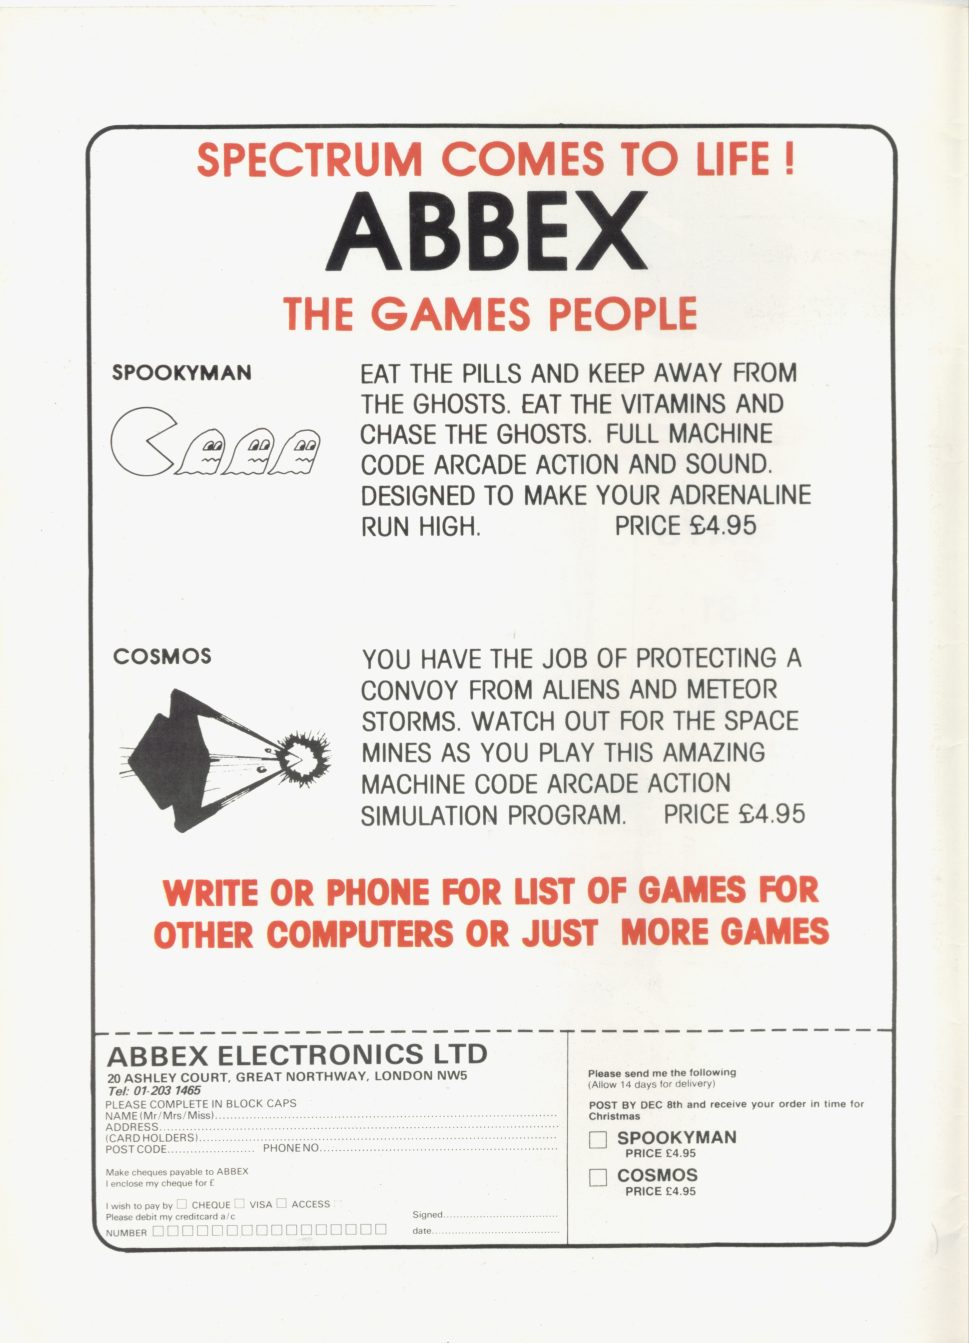 SPECTRUM COMES TO LIFE !
ABBEX
THE GAMES PEOPLE
SPOOKYMAN
EAT THE PILLS AND KEEP AWAY FROM
THE GHOSTS. EAT THE VITAMINS AND
CHASE THE GHOSTS. FULL MACHINE
CODE ARCADE ACTION AND SOUND.
DESIGNED TO MAKE YOUR ADRENALINE
RUN HIGH. PRICE £4.95
COSMOS
YOU HAVE THE JOB OF PROTECTING A
CONVOY FROM ALIENS AND METEOR
STORMS. WATCH OUT FOR THE SPACE
MINES AS YOU PLAY THIS AMAZING
MACHINE CODE ARCADE ACTION
SIMULATION PROGRAM. PRICE £4.95
WRITE OR PHONE FOR LIST OF GAMES FOR
OTHER COMPUTERS OR JUST MORE GAMES
ABBEX ELECTRONICS LTD
20 ASHLEY COURT, GREAT NORTHWAY, LONDON NW5
Tel: 01-203 1465
PLEASE COMPLETE IN BLOCK CAPS
NAME (Mr/Mrs/Miss)
ADDRESS
(CARD HOLDERS)
POST CODE PHONE NO
Make cheques payable to ABBEX
I enclose my cheque for £
I wish to pay by CHEQUE VISA ACCESS
Please debit my creditcard a/c
NUMBER
Signed
date
Please send me the following
(Allow 14 days for delivery)
POST BY DEC 8th and receive your order in time for
Christmas
SPOOKYMAN
PRICE £4.95
COSMOS
PRICE £4.95